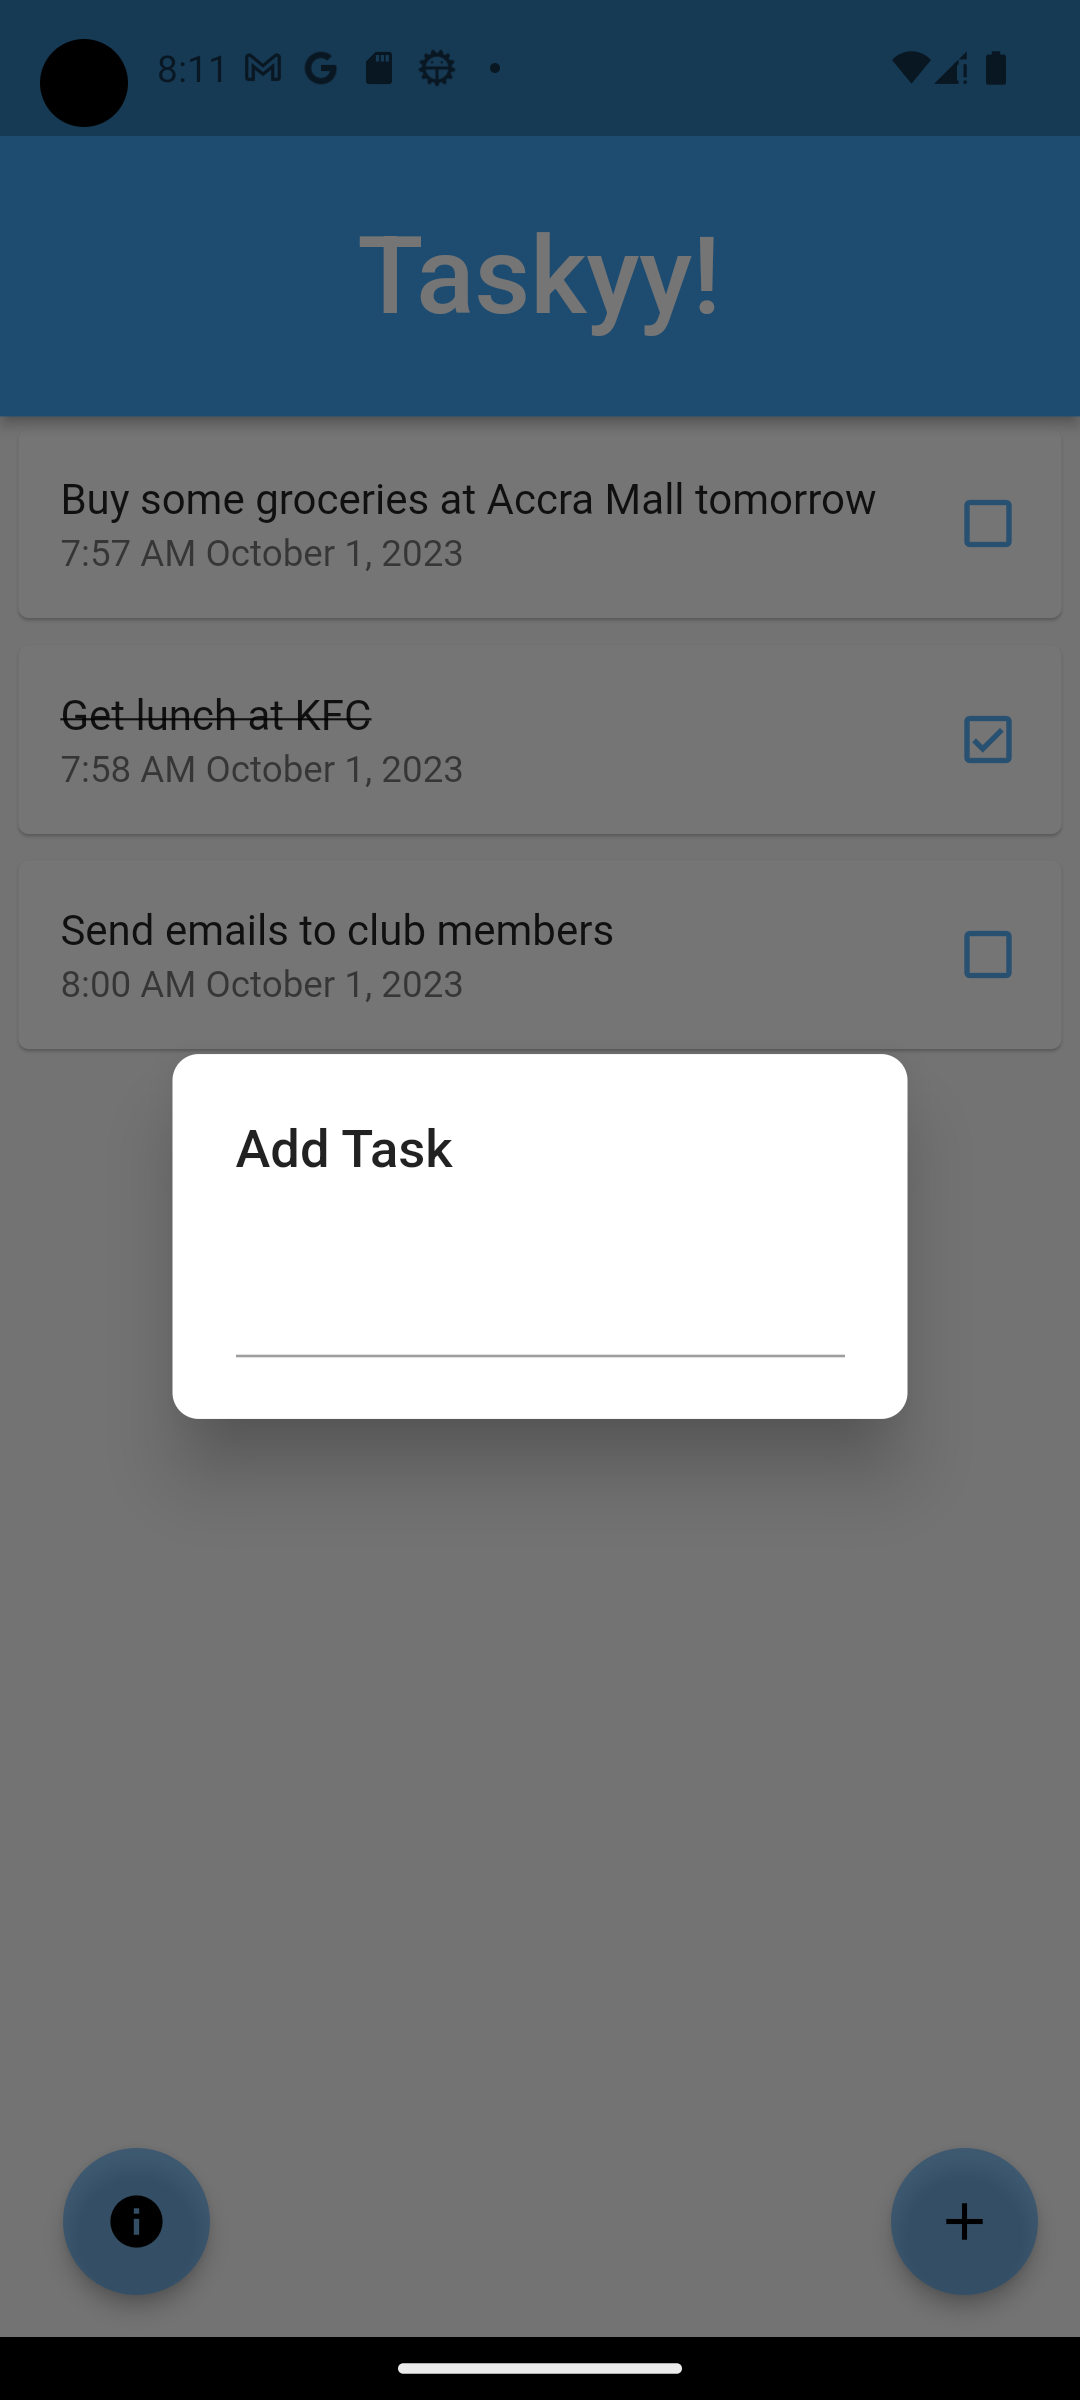 8:11
Taskyy!
Buy some groceries at Accra Mall tomorrow
7:57 AM October 1, 2023
Get lunch at KFC
7:58 AM October 1, 2023
Send emails to club members
8:00 AM October 1, 2023
Add Task